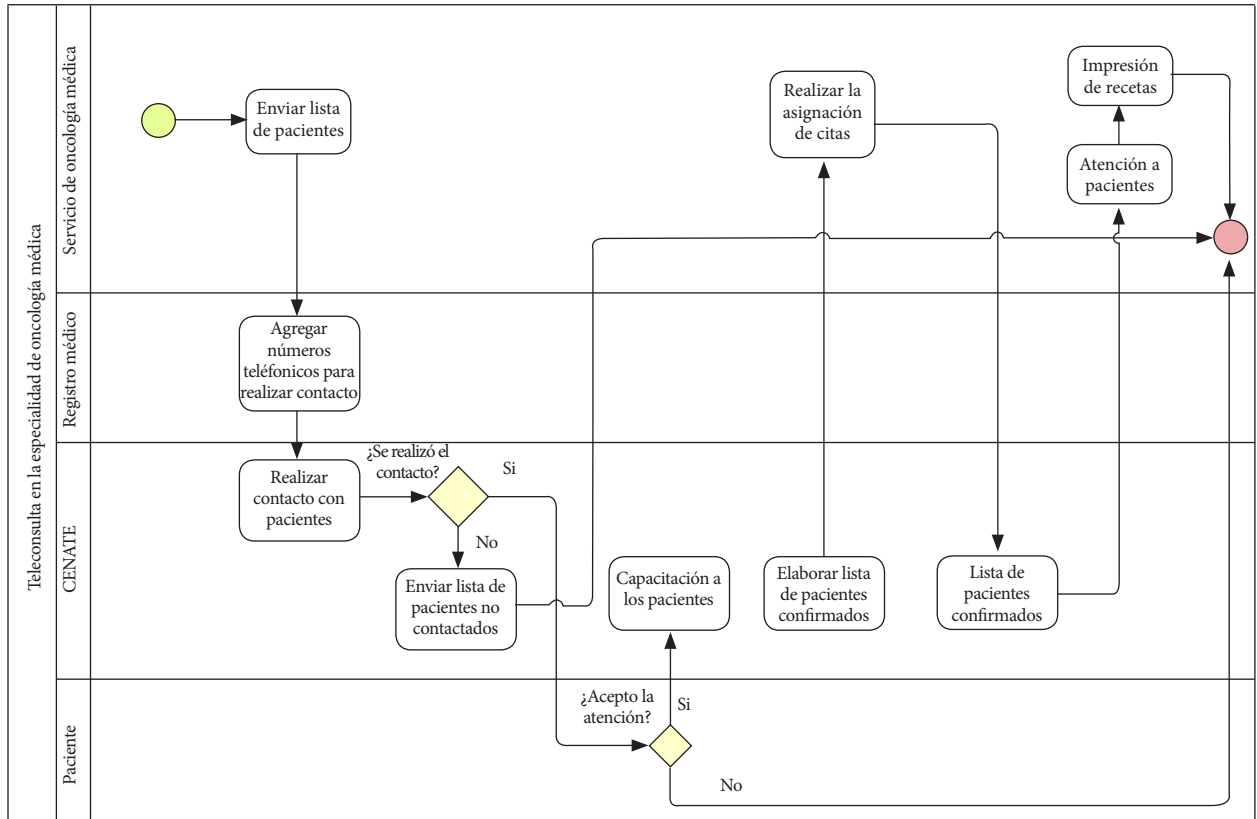 Teleconsulta en la especialidad de oncología médica
Servicio de oncología médica
Enviar lista
de pacientes
Realizar la
asignación
de citas
Impresión
de recetas
Atención a
pacientes
Registro médico
Agregar
números
teléfonicos para
realizar contacto
CENATE
Realizar
contacto con
pacientes
¿Se realizó el
contacto?
Si
No
Enviar lista de
pacientes no
contactados
Capacitación a
los pacientes
Elaborar lista
de pacientes
confirmados
Lista de
pacientes
confirmados
Paciente
¿Acepto la
atención?
Si
No